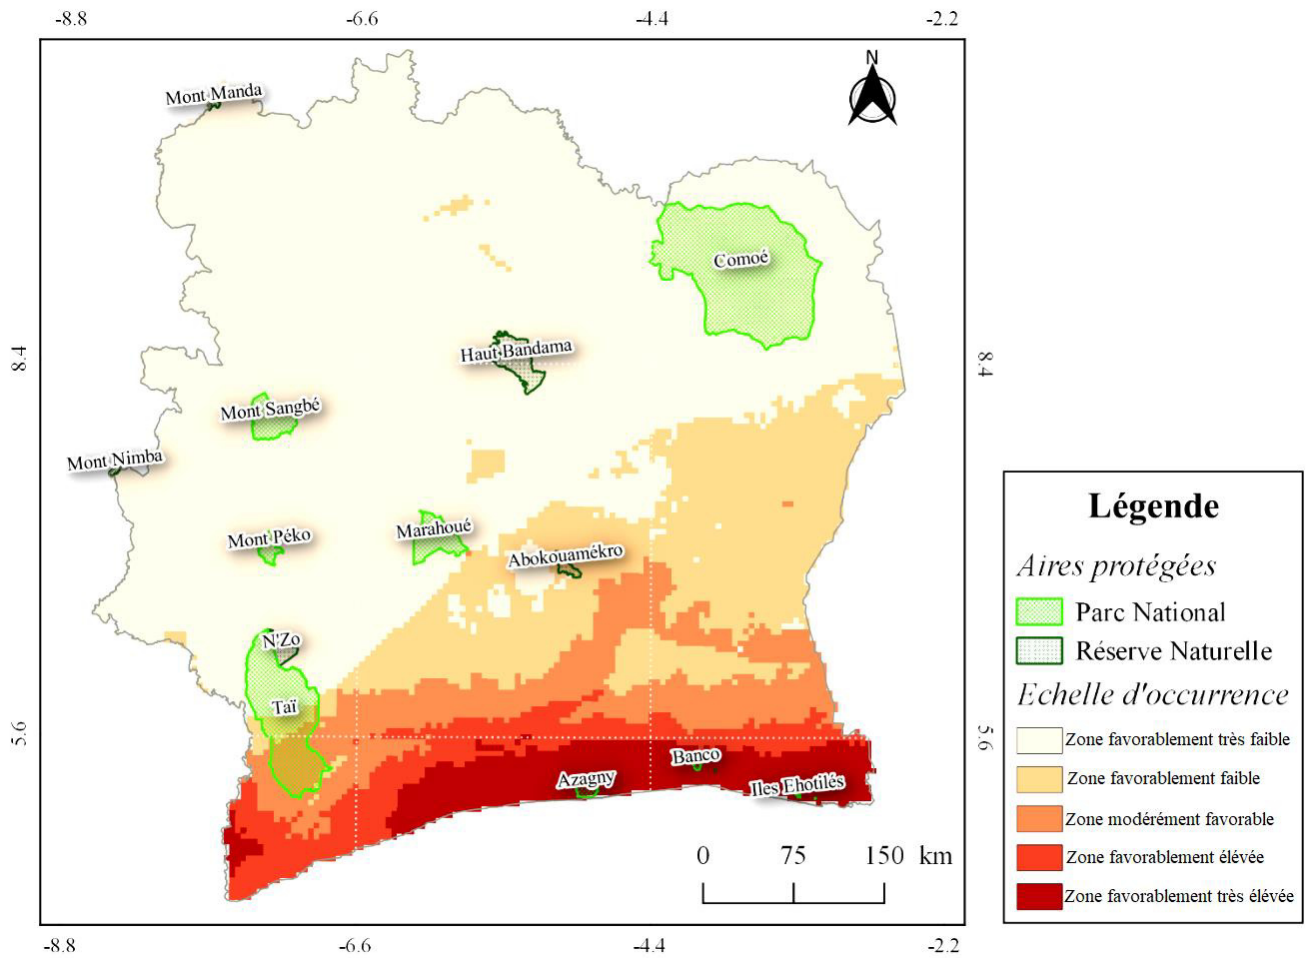 -8.8 -6.6 -4.4 -2.2
N
Mont Manda
Comoé
Haut Bandama
8.4 8.4
Mont Sangbé
Mont Nimba
Marahoué
Mont Péko
Abokouamékro
N'Zo
Taï
5.6 5.6
Banco
Azagny
Iles Ehotilés
0 75 150 km
-8.8 -6.6 -4.4 -2.2
Légende
Aires protégées
Parc National
Réserve Naturelle
Echelle d'occurrence
Zone favorablement très faible
Zone favorablement faible
Zone modérément favorable
Zone favorablement élévée
Zone favorablement très élévée